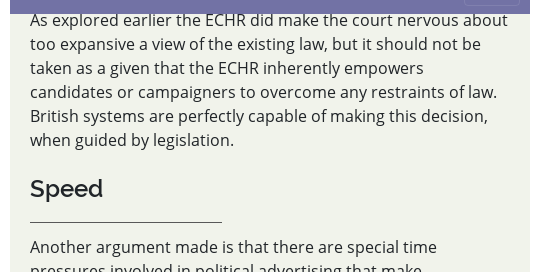 As explored earlier the ECHR did make the court nervous about
too expansive a view of the existing law, but it should not be
taken as a given that the ECHR inherently empowers
candidates or campaigners to overcome any restraints of law.
British systems are perfectly capable of making this decision,
when guided by legislation.
Speed
Another argument made is that there are special time
pressures involved in political advertising that make